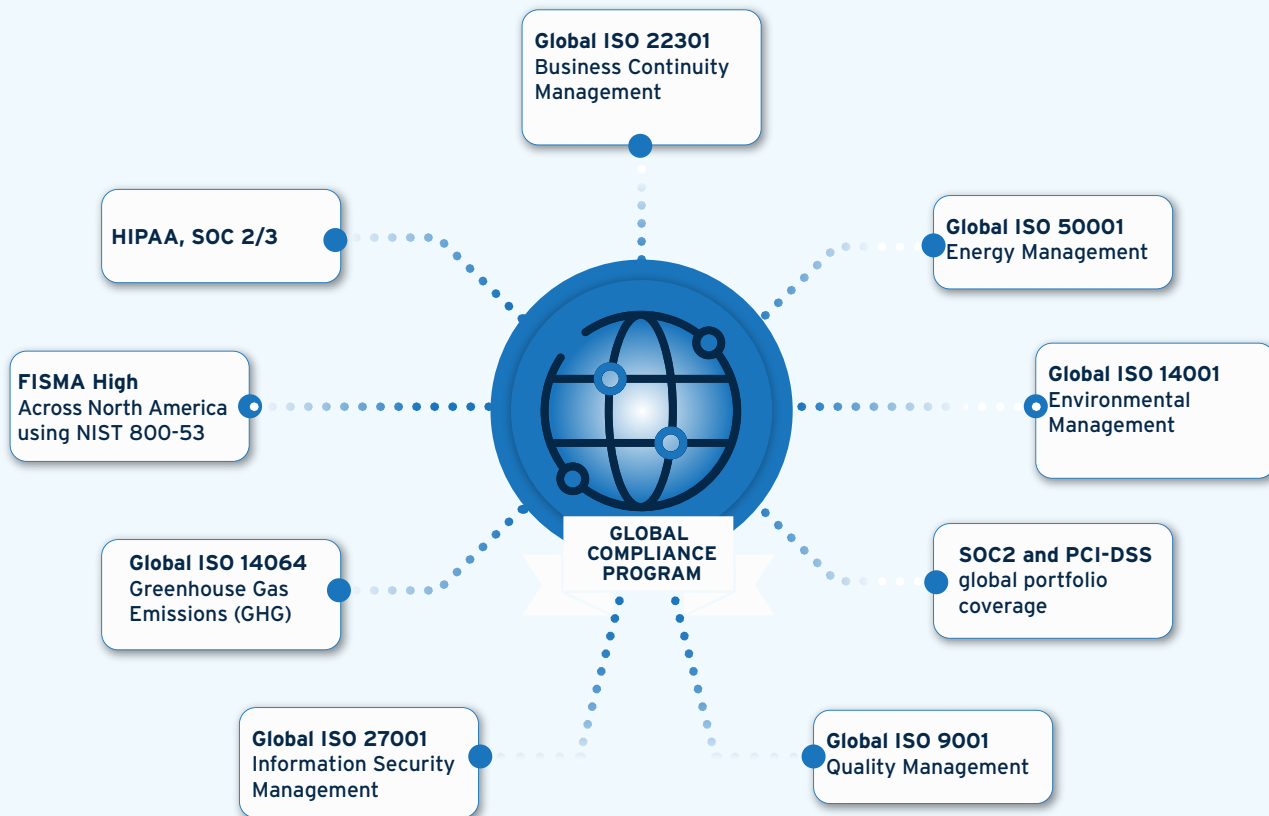 Global ISO 22301
Business Continuity
Management
HIPAA, SOC 2/3
Global ISO 50001
Energy Management
FISMA High
Across North America
using NIST 800-53
Global ISO 14001
Environmental
Management
GLOBAL
COMPLIANCE
PROGRAM
Global ISO 14064
Greenhouse Gas
Emissions (GHG)
SOC2 and PCI-DSS
global portfolio
coverage
Global ISO 27001
Information Security
Management
Global ISO 9001
Quality Management